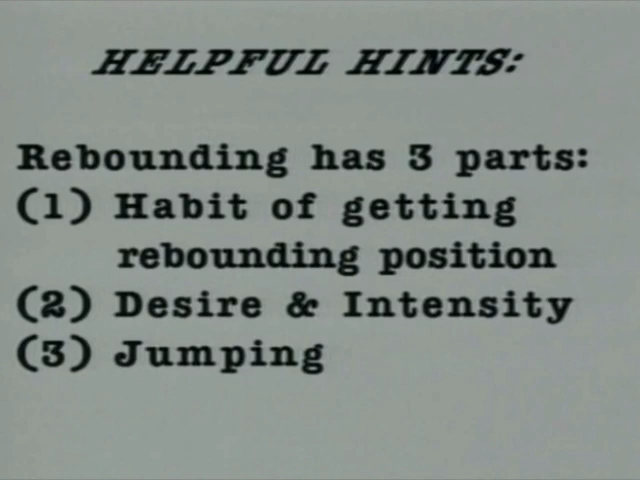 HELPFUL HINTS:
Rebounding has 3 parts:
(1) Habit of getting
rebounding position
(2) Desire & Intensity
(3) Jumping